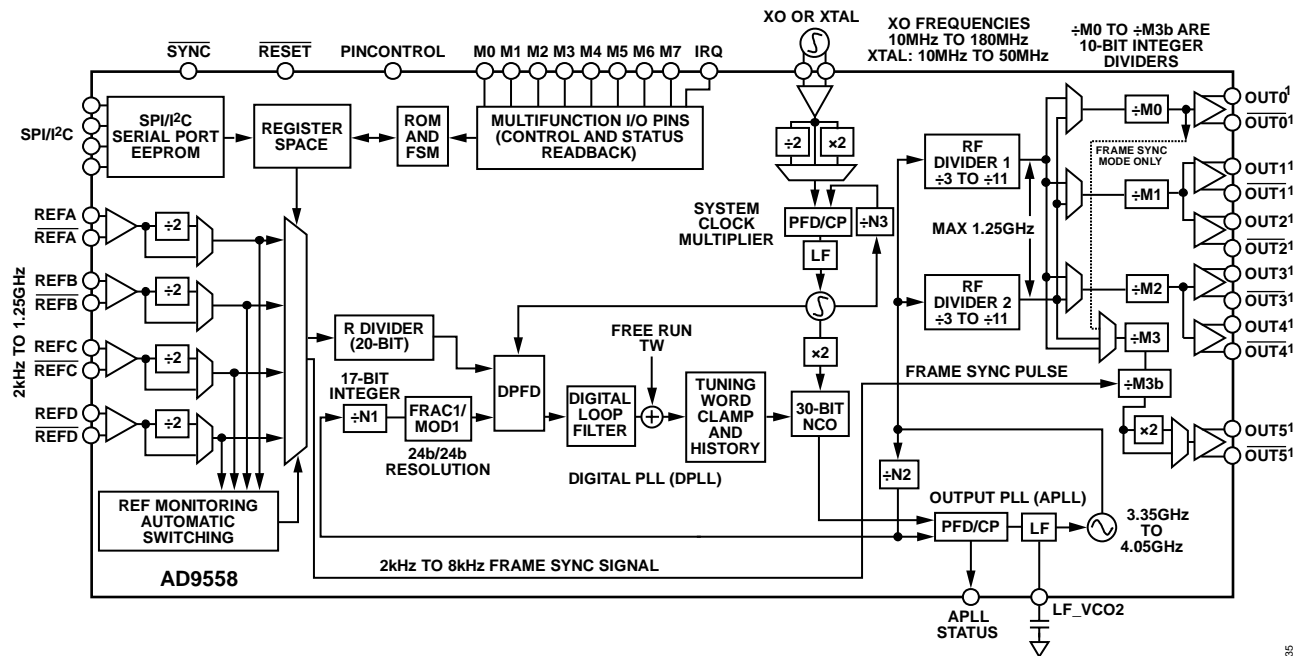 XO OR XTAL
XO FREQUENCIES
10MHz TO 180MHz
XTAL: 10MHz TO 50MHz
÷M0 TO ÷M3b ARE
10-BIT INTEGER
DIVIDERS
SYNC
RESET
PINCONTROL
M0 M1 M2 M3 M4 M5 M6 M7 IRQ
SPI/I2C
SPI/I2C
SERIAL PORT
EEPROM
REGISTER
SPACE
ROM
AND
FSM
MULTIFUNCTION I/O PINS
(CONTROL AND STATUS
READBACK)
÷2
×2
SYSTEM
CLOCK
MULTIPLIER
PFD/CP
÷N3
LF
×2
RF
DIVIDER 1
÷3 TO ÷11
MAX 1.25GHz
RF
DIVIDER 2
÷3 TO ÷11
FRAME SYNC
MODE ONLY
÷M0
÷M1
÷M2
÷M3
÷M3b
×2
OUT0¹
OUT0¹
OUT1¹
OUT1¹
OUT2¹
OUT2¹
OUT3¹
OUT3¹
OUT4¹
OUT4¹
OUT5¹
OUT5¹
2kHz TO 1.25GHz
REFA
REFA
÷2
REFB
REFB
÷2
REFC
REFC
÷2
REFD
REFD
÷2
REF MONITORING
AUTOMATIC
SWITCHING
R DIVIDER
(20-BIT)
17-BIT
INTEGER
÷N1
FRAC1/
MOD1
24b/24b
RESOLUTION
DPFD
FREE RUN
TW
DIGITAL
LOOP
FILTER
TUNING
WORD
CLAMP
AND
HISTORY
30-BIT
NCO
DIGITAL PLL (DPLL)
FRAME SYNC PULSE
÷N2
OUTPUT PLL (APLL)
PFD/CP
LF
3.35GHz
TO
4.05GHz
2kHz TO 8kHz FRAME SYNC SIGNAL
AD9558
APLL
STATUS
LF_VCO2
35